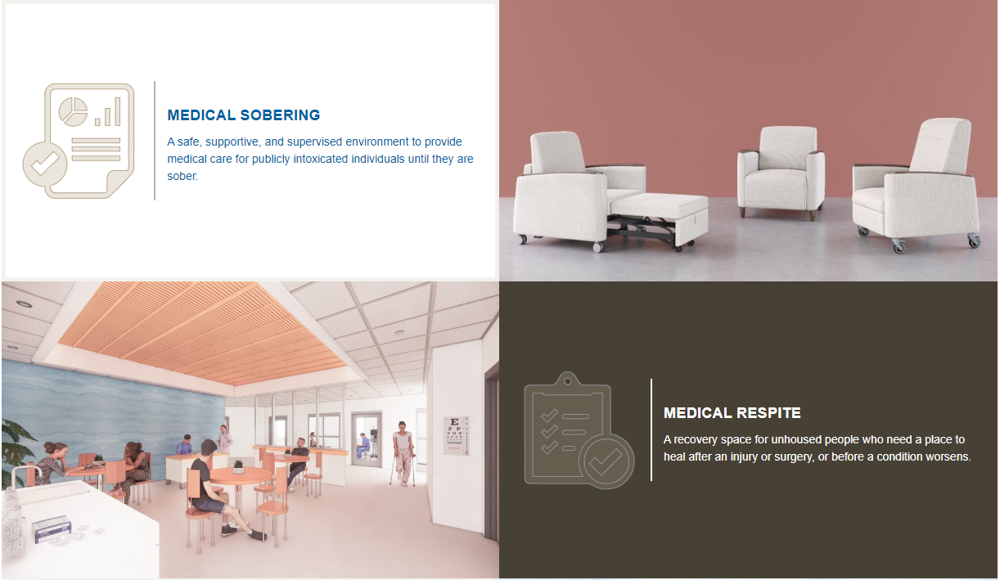 MEDICAL SOBERING
A safe, supportive, and supervised environment to provide
medical care for publicly intoxicated individuals until they are
sober.
E
F P
MEDICAL RESPITE
A recovery space for unhoused people who need a place to
heal after an injury or surgery, or before a condition worsens.